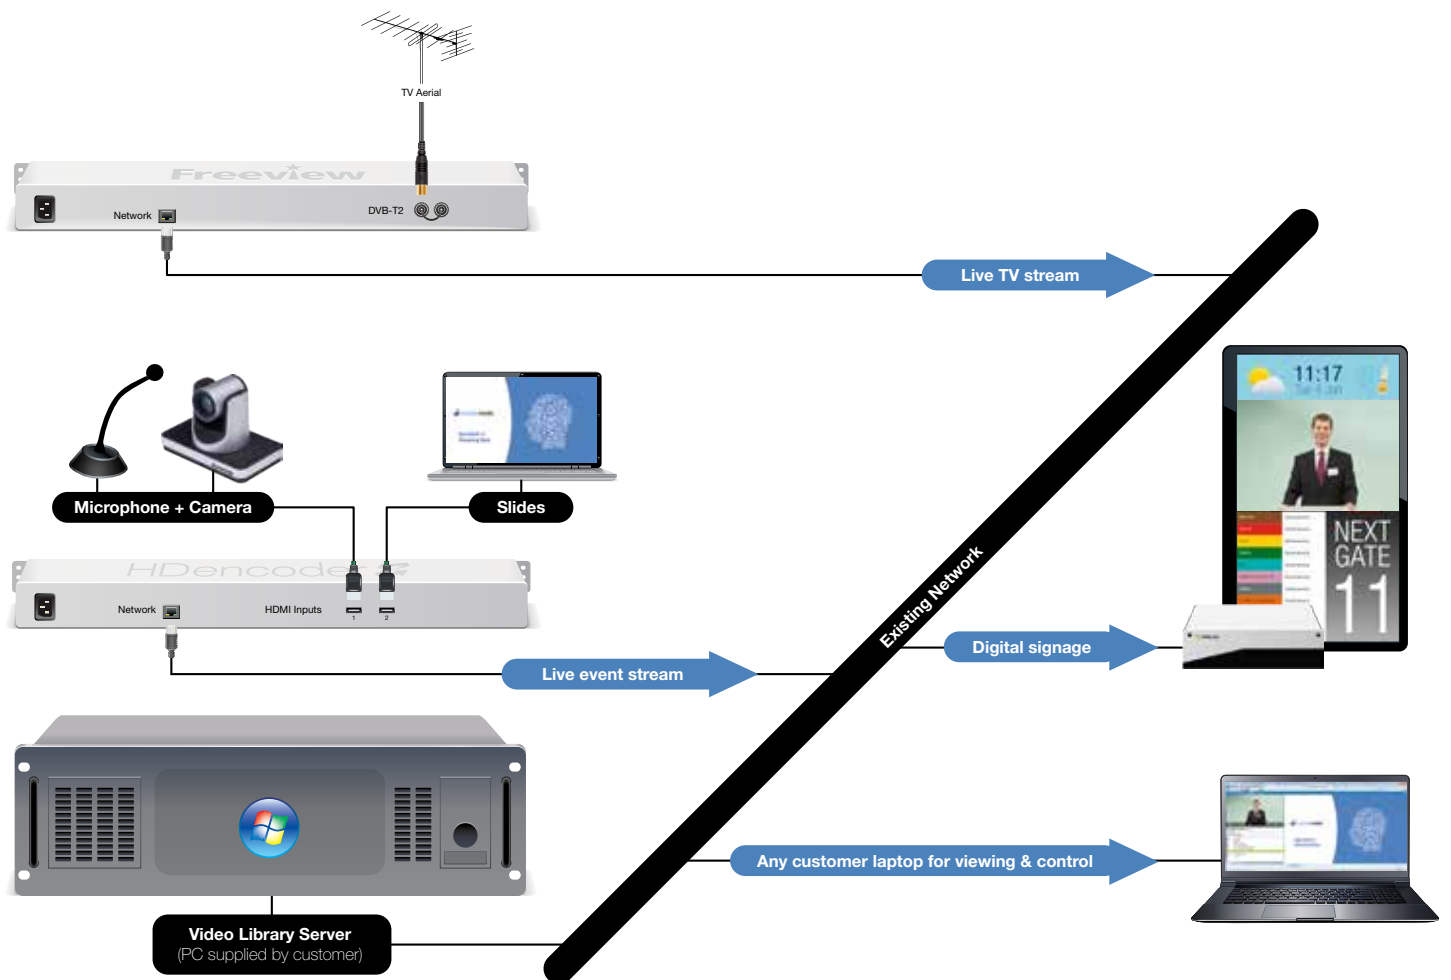 TV Aerial
Freeview
Network
DVB-T2
Live TV stream
11:17
Microphone + Camera
Slides
HDencoder
Network
HDMI Inputs
1
2
Existing Network
NEXT
GATE
11
Live event stream
Digital signage
Any customer laptop for viewing & control
Video Library Server
(PC supplied by customer)